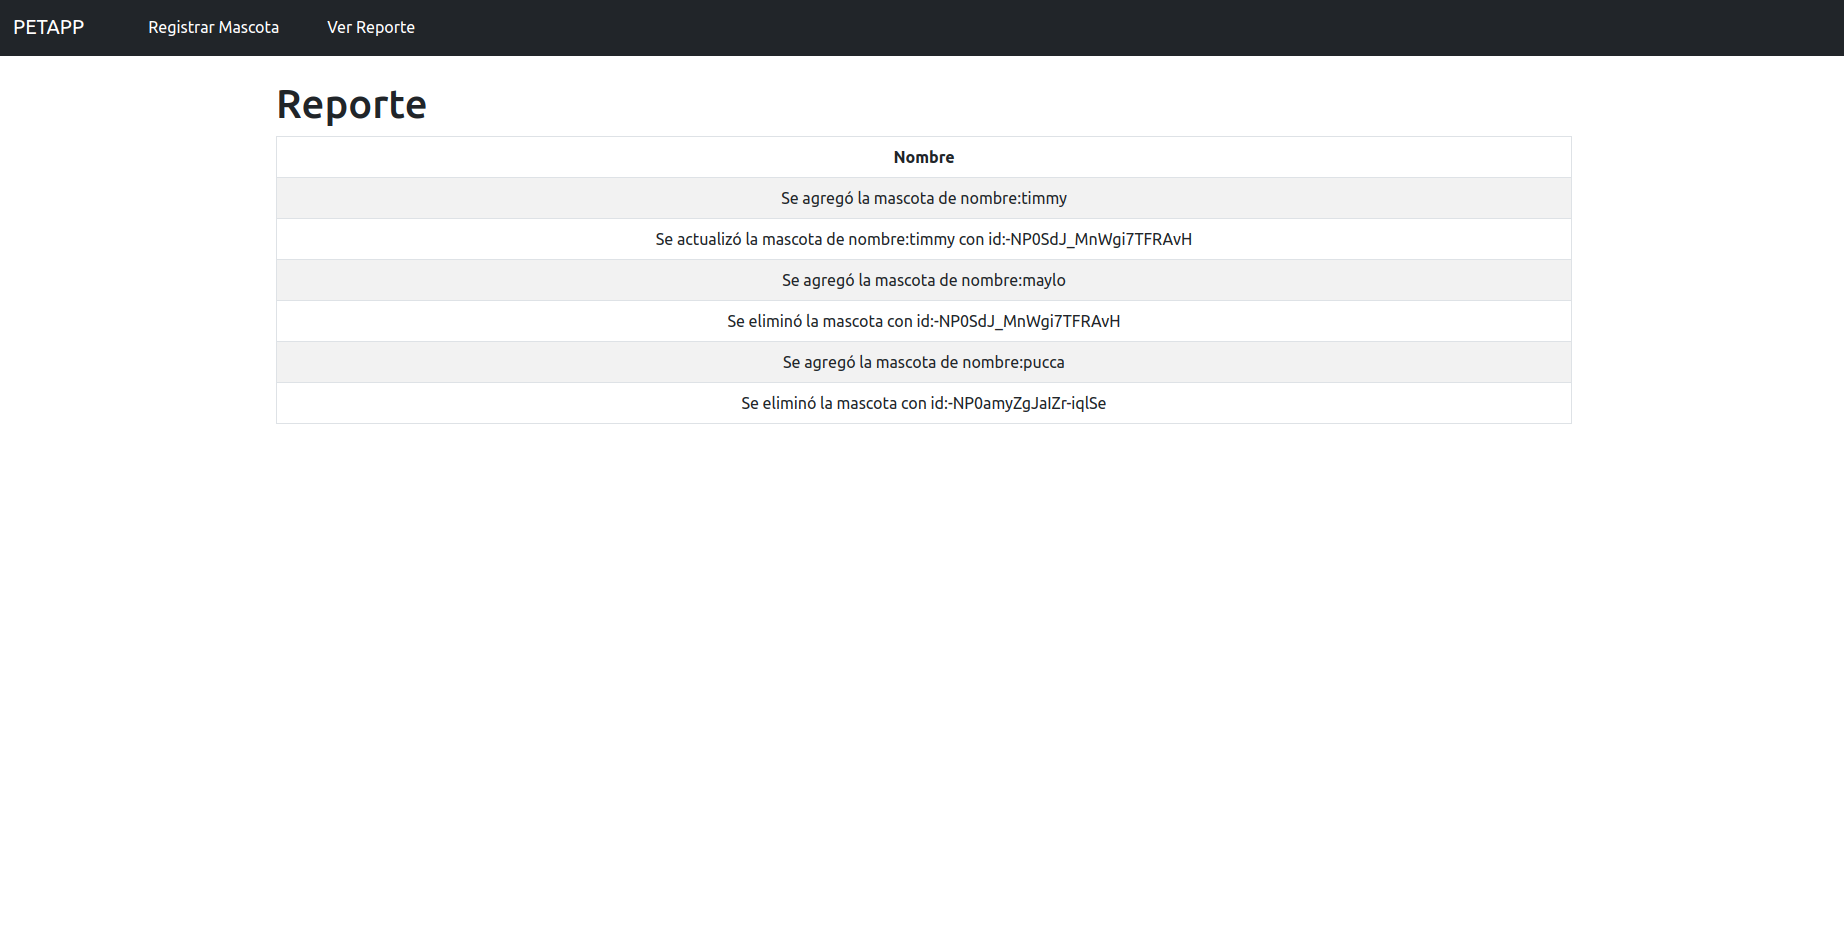 PETAPP Registrar Mascota Ver Reporte
Reporte
Nombre
Se agregó la mascota de nombre:timmy
Se actualizó la mascota de nombre:timmy con id:-NP0SdJ_MnWgi7TFRAvH
Se agregó la mascota de nombre:maylo
Se eliminó la mascota con id:-NP0SdJ_MnWgi7TFRAvH
Se agregó la mascota de nombre:pucca
Se eliminó la mascota con id:-NP0amyZgJaIZr-iqlSe